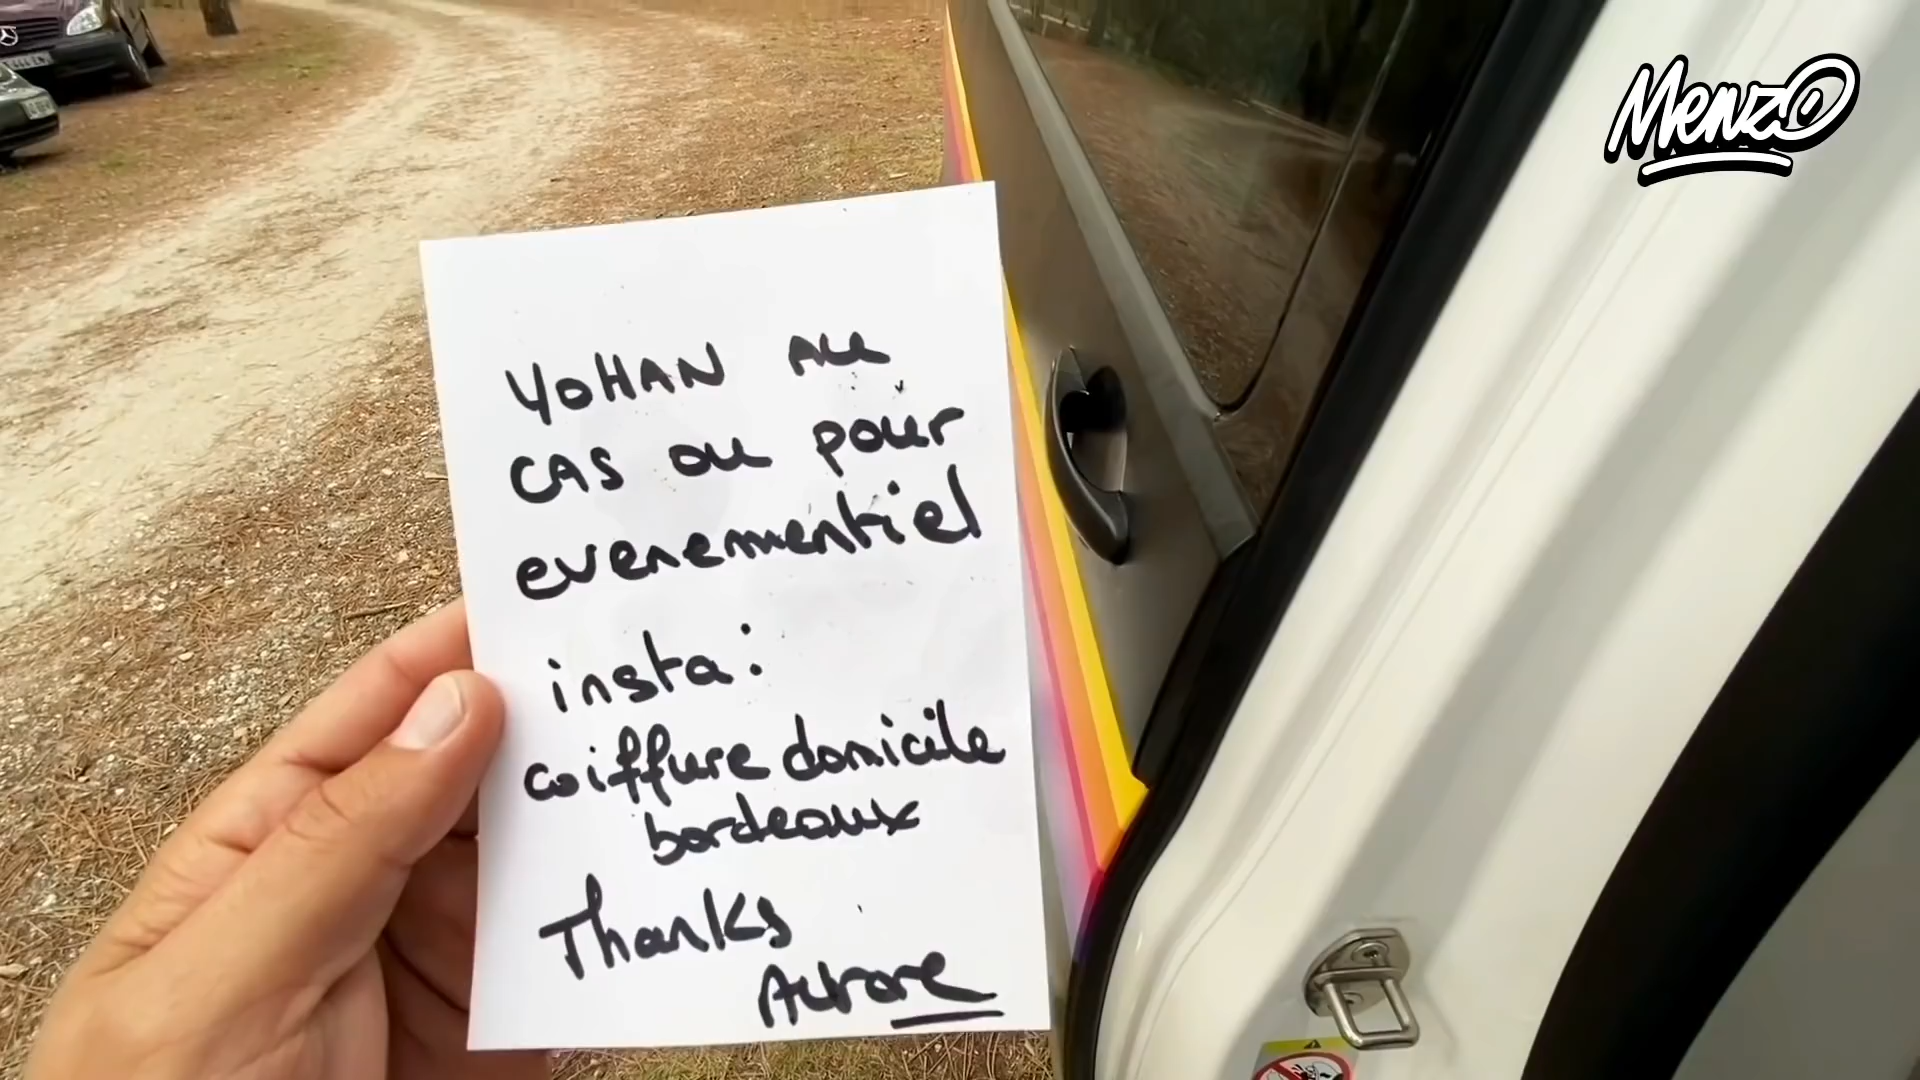 Menzo
YOHAN AU
CAS OU pour
evenementiel
insta:
coiffure domicile
bordeaux
Thanks
Aurore